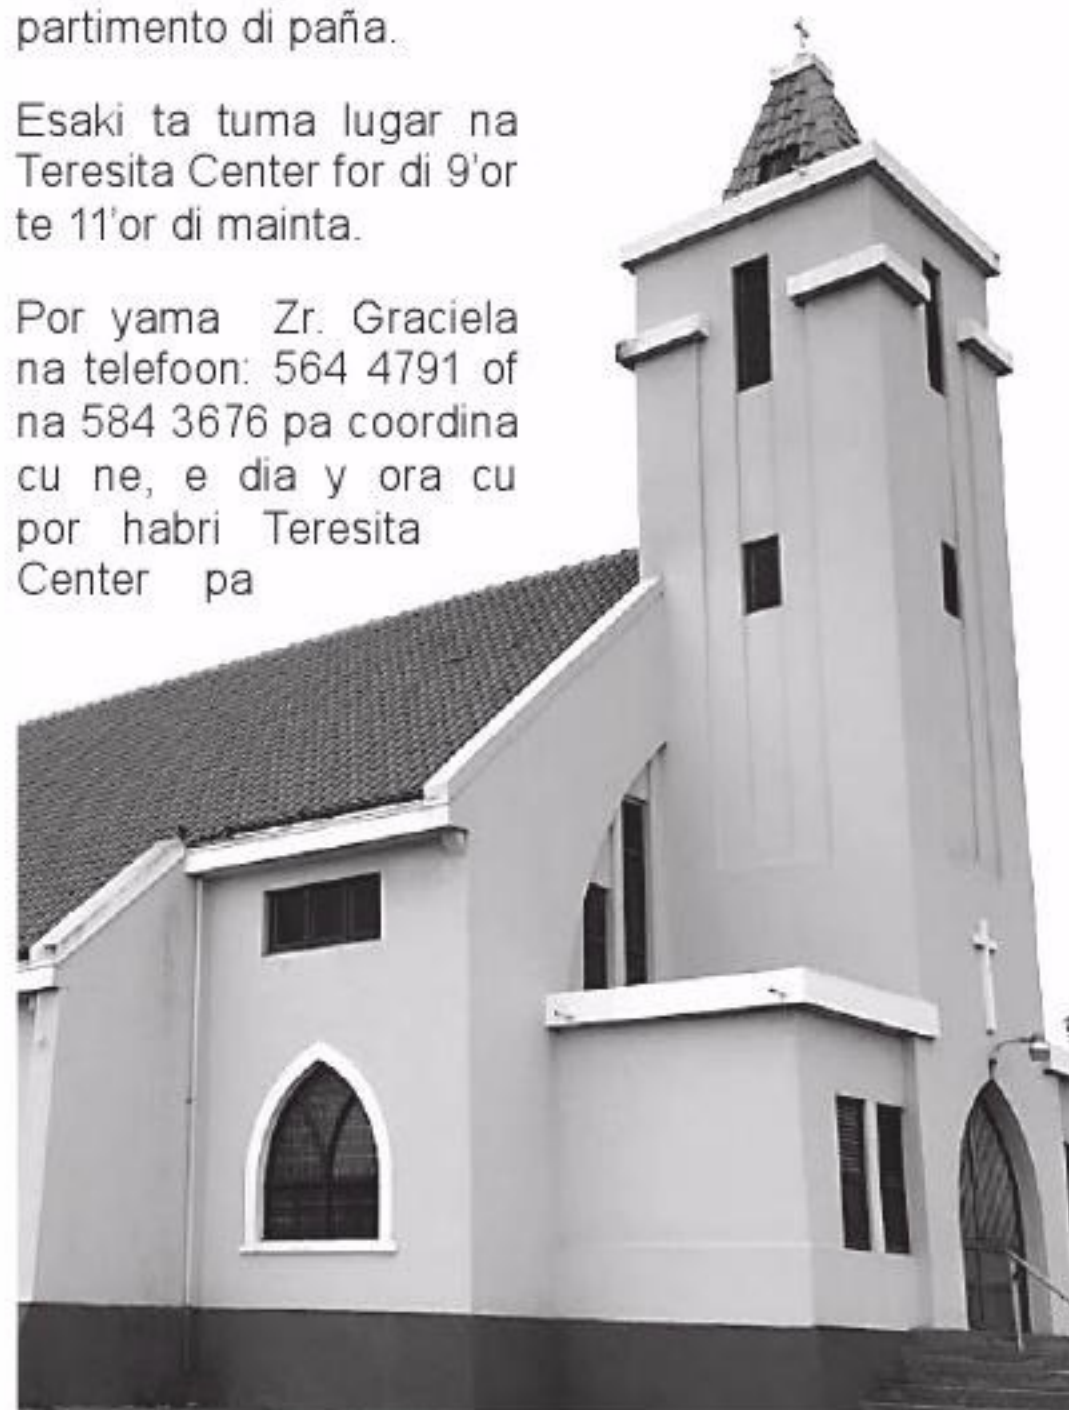 partimento di paña.
Esaki ta tuma lugar na
Teresita Center for di 9'or
te 11'or di mainta.
Por yama Zr. Graciela
na telefoon: 564 4791 of
na 584 3676 pa coordina
cu ne, e dia y ora cu
por habri Teresita
Center pa